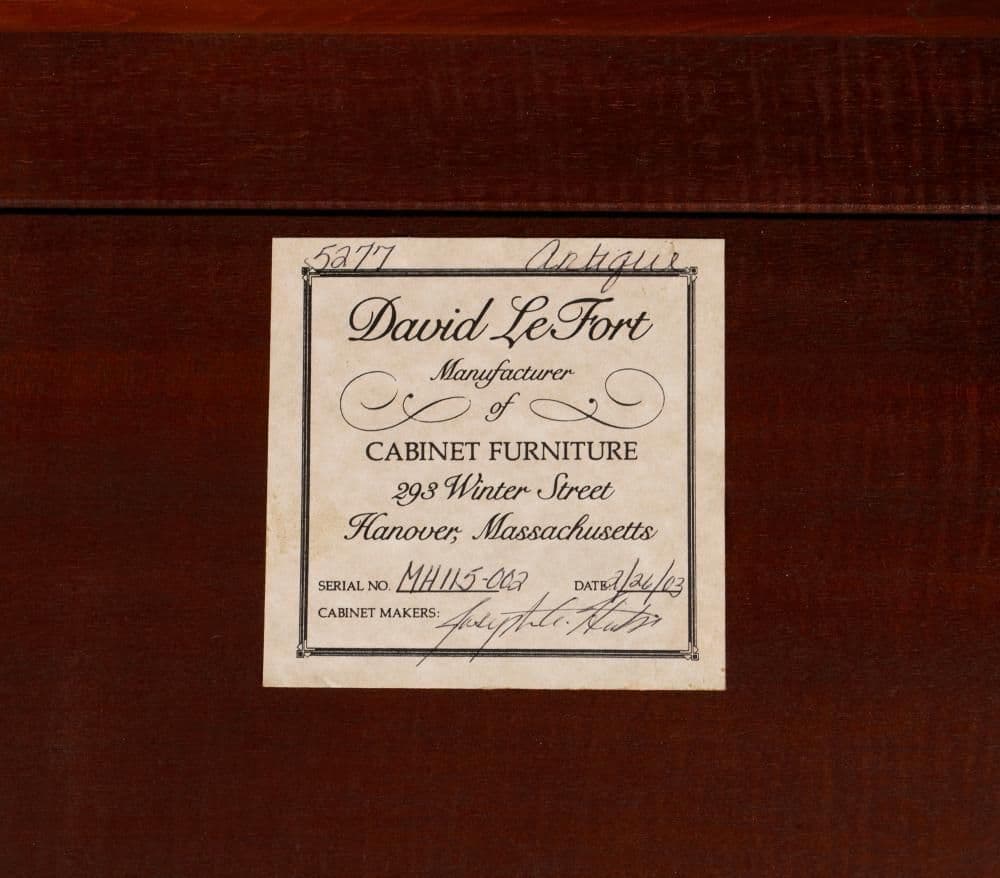 5277 Antique
David LeFort
Manufacturer
of
CABINET FURNITURE
293 Winter Street
Hanover, Massachusetts
SERIAL NO. MH115-002 DATE 2/26/03
CABINET MAKERS: